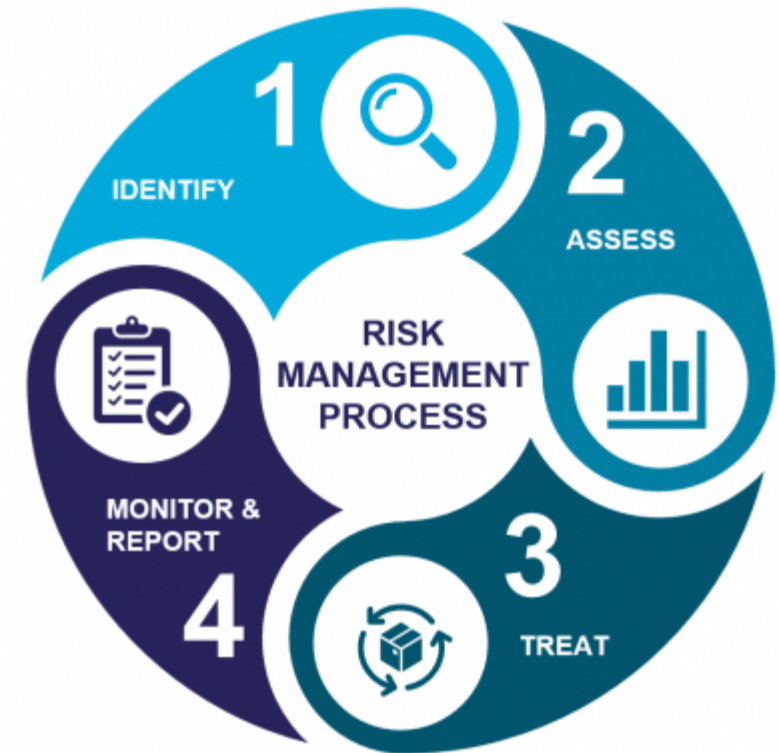 RISK
MANAGEMENT
PROCESS
1
IDENTIFY
2
ASSESS
3
TREAT
MONITOR &
REPORT
4